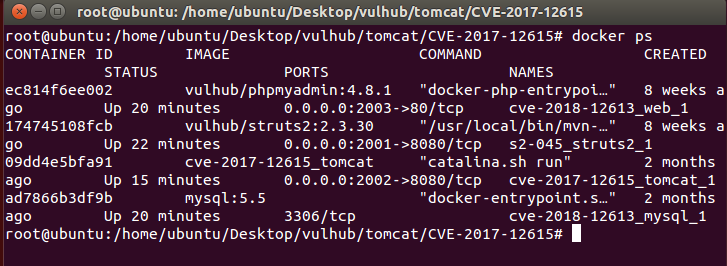 root@ubuntu: /home/ubuntu/Desktop/vulhub/tomcat/CVE-2017-12615
root@ubuntu:/home/ubuntu/Desktop/vulhub/tomcat/CVE-2017-12615# docker ps
CONTAINER ID        IMAGE                   COMMAND                  CREATED
          STATUS              PORTS                    NAMES
ec814f6ee002        vulhub/phpmyadmin:4.8.1   "docker-php-entrypoi…"   8 weeks a
go        Up 20 minutes       0.0.0.0:2003->80/tcp     cve-2018-12613_web_1
174745108fcb        vulhub/struts2:2.3.30     "/usr/local/bin/mvn-…"   8 weeks a
go        Up 22 minutes       0.0.0.0:2001->8080/tcp   s2-045_struts2_1
09dd4e5bfa91        cve-2017-12615_tomcat     "catalina.sh run"        2 months
ago       Up 15 minutes       0.0.0.0:2002->8080/tcp   cve-2017-12615_tomcat_1
ad7866b3df9b        mysql:5.5                 "docker-entrypoint.s…"   2 months
ago       Up 20 minutes       3306/tcp                 cve-2018-12613_mysql_1
root@ubuntu:/home/ubuntu/Desktop/vulhub/tomcat/CVE-2017-12615#